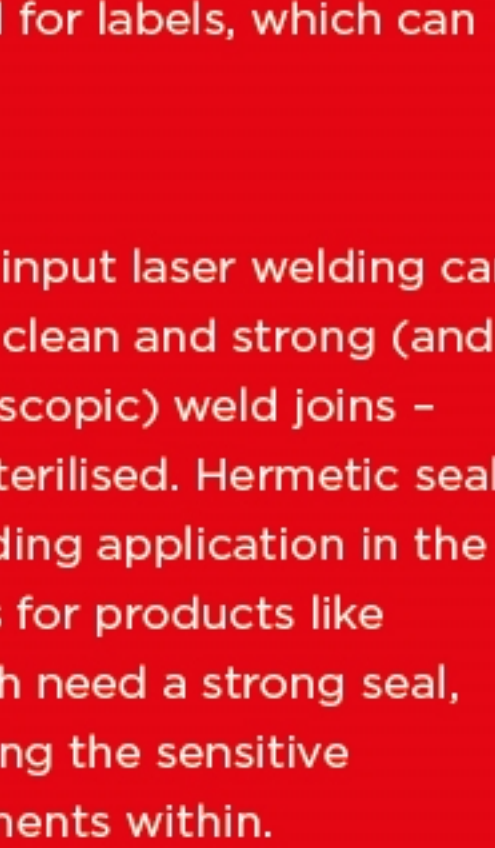 for labels, which can
input laser welding ca
clean and strong (and
scopic) weld joins –
terilised. Hermetic seal
ding application in the
s for products like
h need a strong seal,
ng the sensitive
nents within.